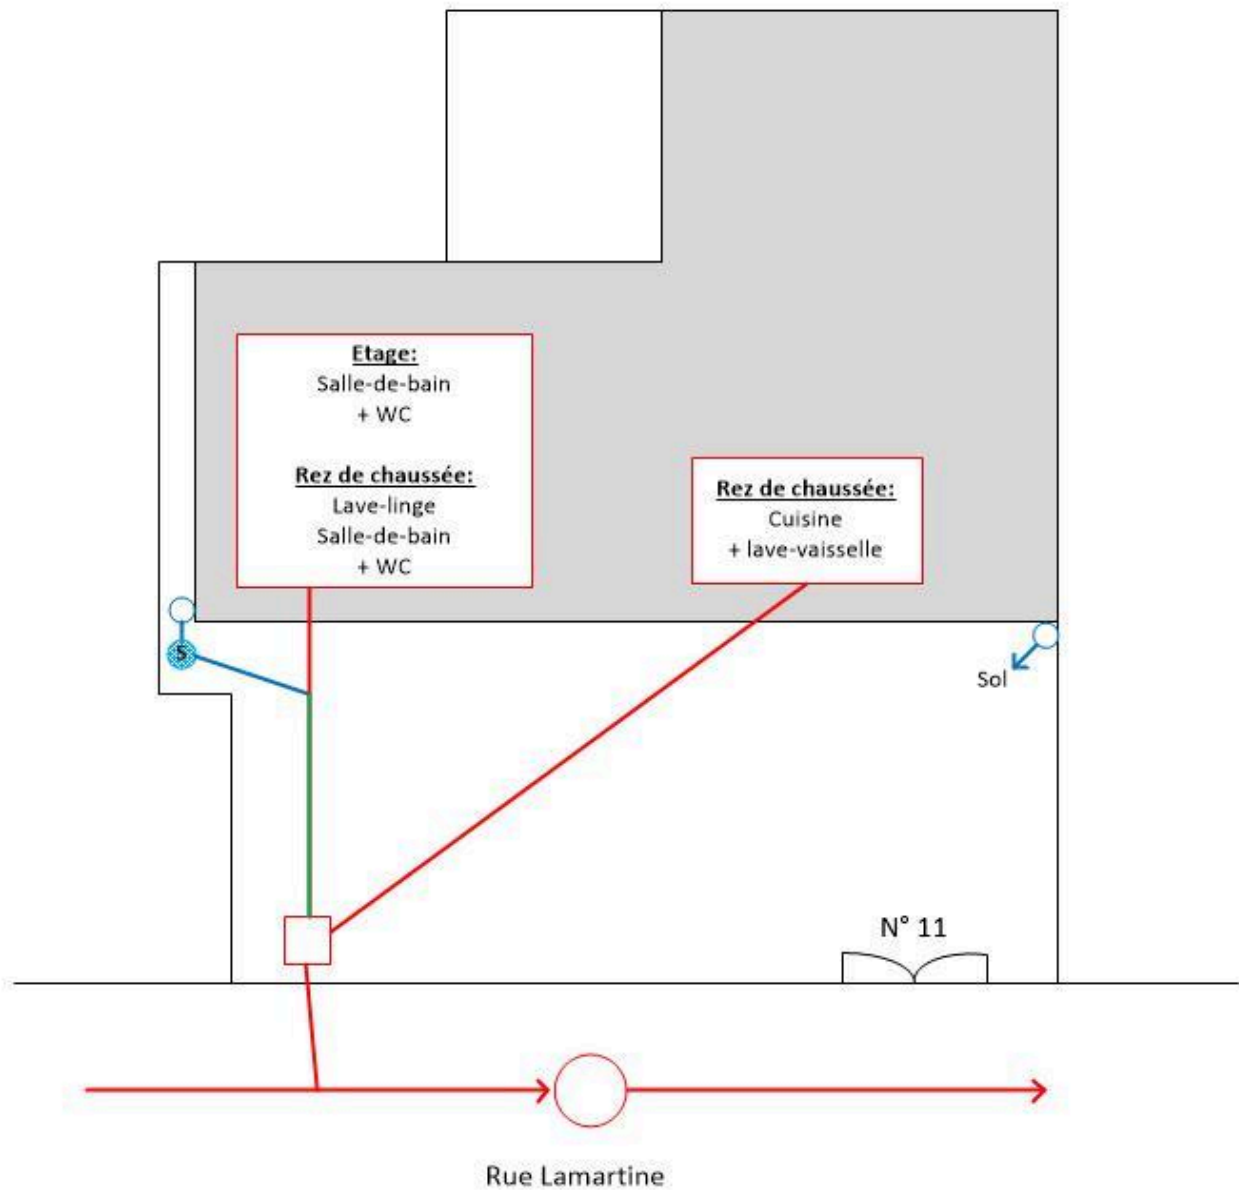 Etage:
Salle-de-bain
+ WC
Rez de chaussée:
Lave-linge
Salle-de-bain
+ WC
Rez de chaussée:
Cuisine
+ lave-vaisselle
S
Sol
N° 11
Rue Lamartine